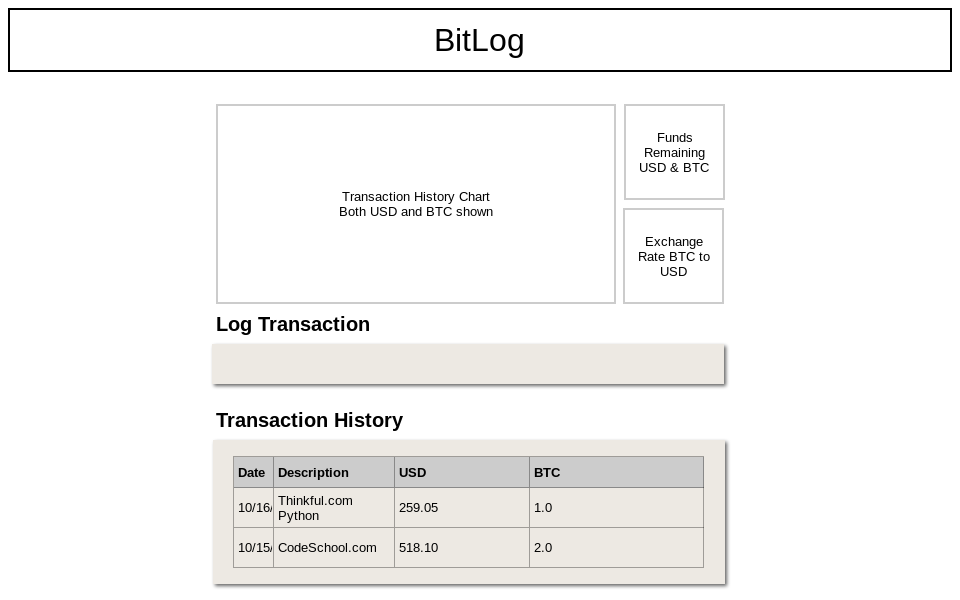 BitLog
Transaction History Chart
Both USD and BTC shown
Funds
Remaining
USD & BTC
Exchange
Rate BTC to
USD
Log Transaction
Transaction History
Date Description USD BTC
10/16/ Thinkful.com Python 259.05 1.0
10/15/ CodeSchool.com 518.10 2.0